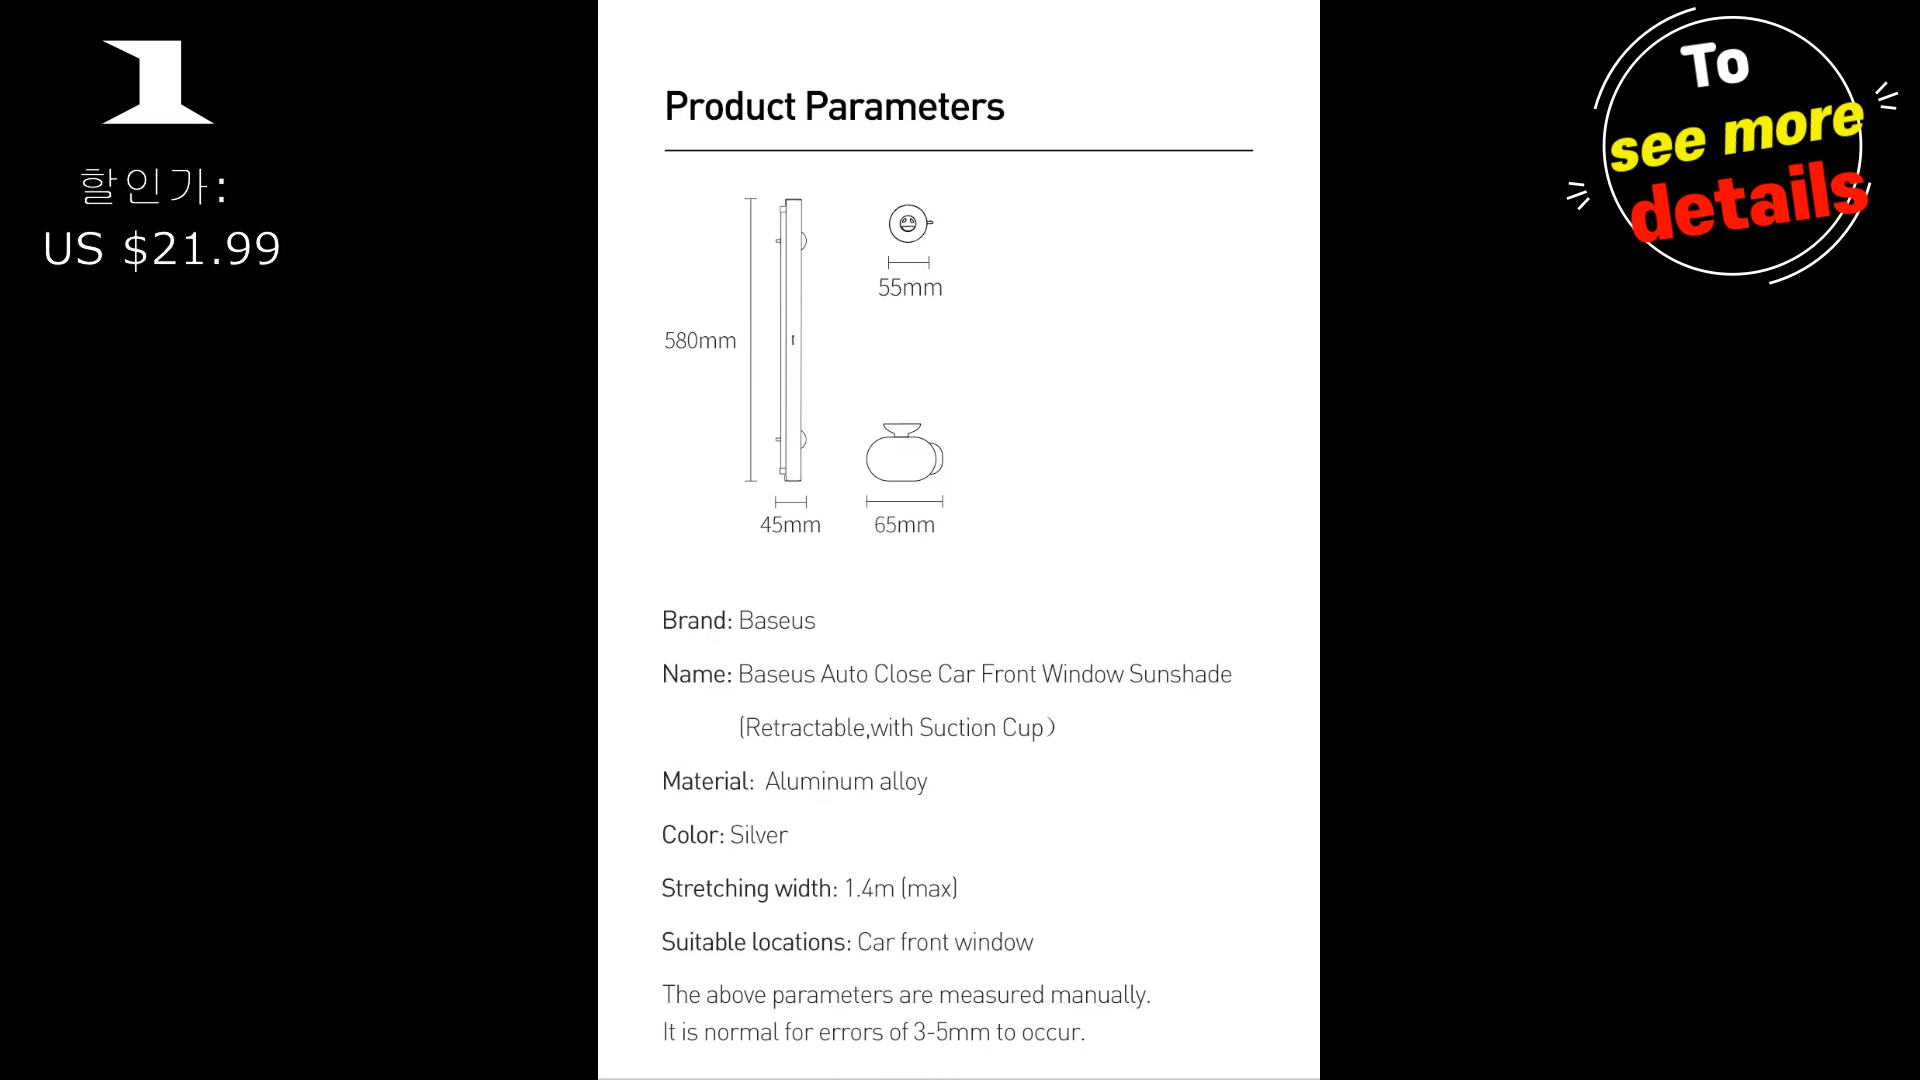 1
할인가:
US $21.99
Product Parameters
580mm
55mm
45mm
65mm
Brand: Baseus
Name: Baseus Auto Close Car Front Window Sunshade
(Retractable,with Suction Cup）
Material: Aluminum alloy
Color: Silver
Stretching width: 1.4m (max)
Suitable locations: Car front window
The above parameters are measured manually.
It is normal for errors of 3-5mm to occur.
To
see more
details